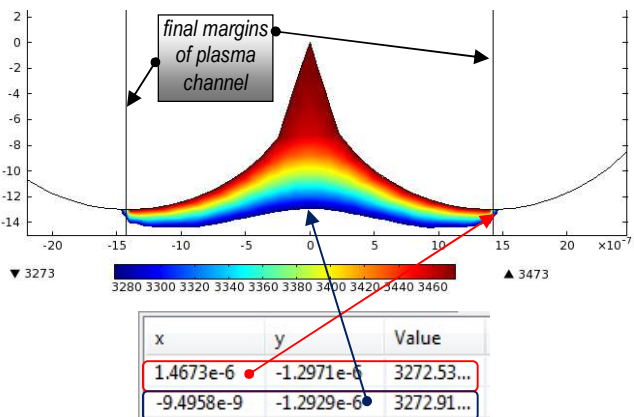 2
0
-2
-4
-6
-8
-10
-12
-14
final margins
of plasma
channel
-20 -15 -10 -5 0 5 10 15 20 ×10⁻⁷
▼ 3273
▲ 3473
3280 3300 3320 3340 3360 3380 3400 3420 3440 3460
x y Value
1.4673e-6 -1.2971e-6 3272.53...
-9.4958e-9 -1.2929e-6 3272.91...